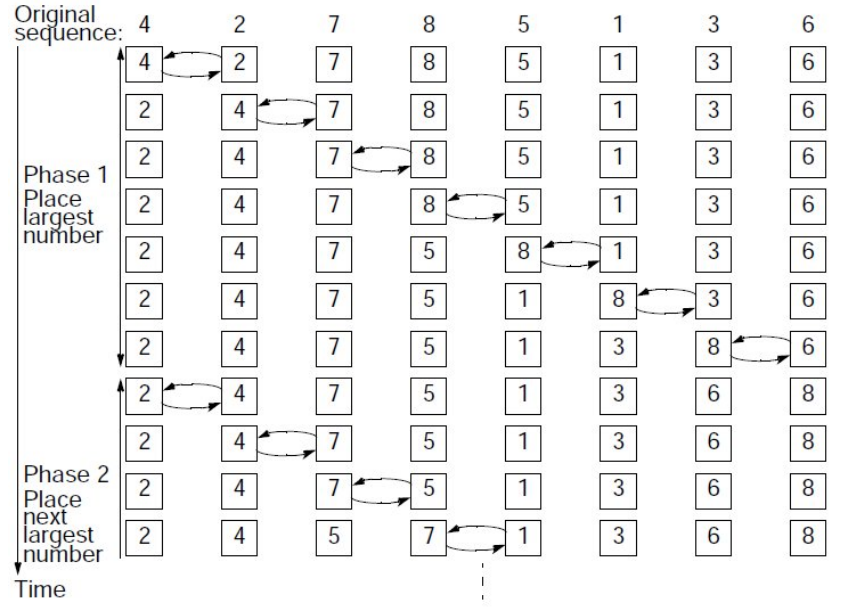 Original
sequence: 4 2 7 8 5 1 3 6
4 2 7 8 5 1 3 6
2 4 7 8 5 1 3 6
2 4 7 8 5 1 3 6
2 4 7 8 5 1 3 6
2 4 7 5 8 1 3 6
2 4 7 5 1 8 3 6
2 4 7 5 1 3 8 6
Phase 1
Place
largest
number
2 4 7 5 1 3 6 8
2 4 7 5 1 3 6 8
2 4 7 5 1 3 6 8
2 4 5 7 1 3 6 8
Phase 2
Place
next
largest
number
Time